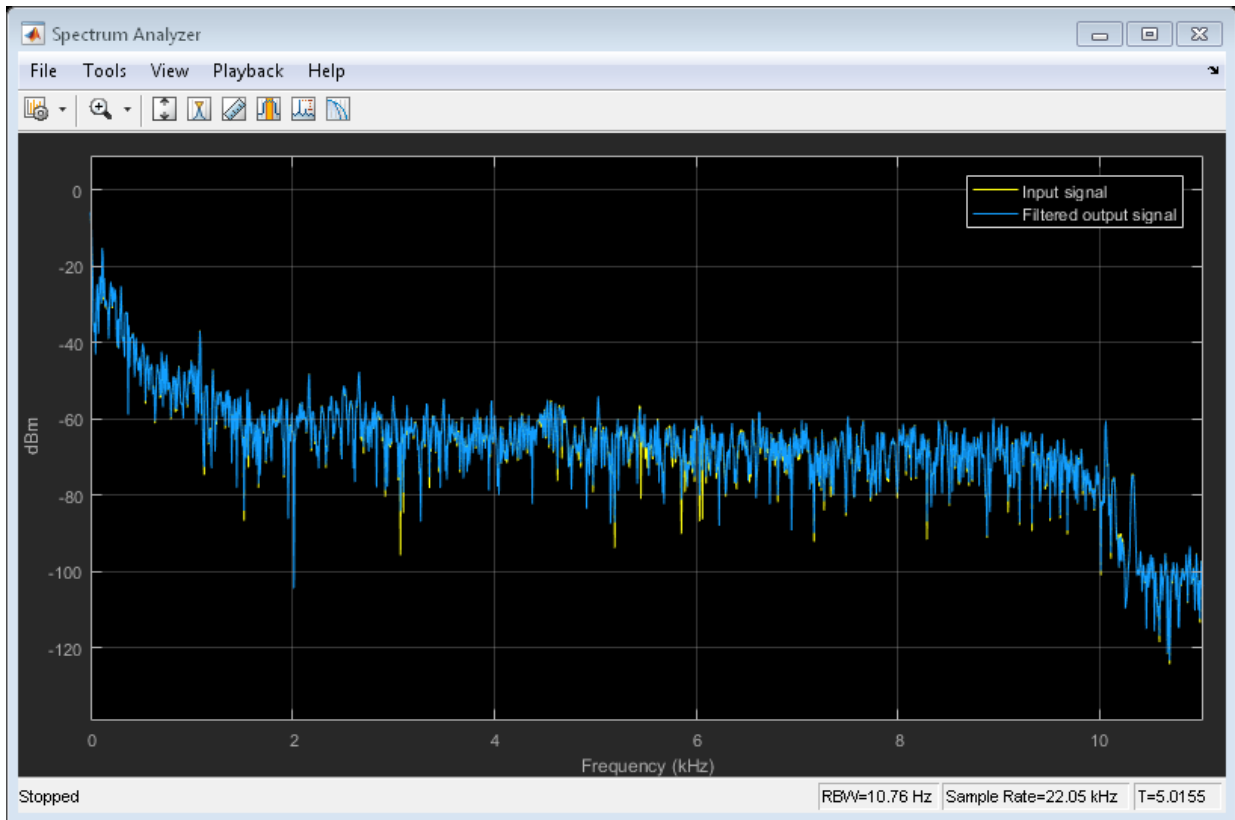 Spectrum Analyzer
File Tools View Playback Help
Input signal
Filtered output signal
0
-20
-40
-60
-80
-100
-120
dBm
0 2 4 6 8 10
Frequency (kHz)
Stopped RBW=10.76 Hz Sample Rate=22.05 kHz T=5.0155